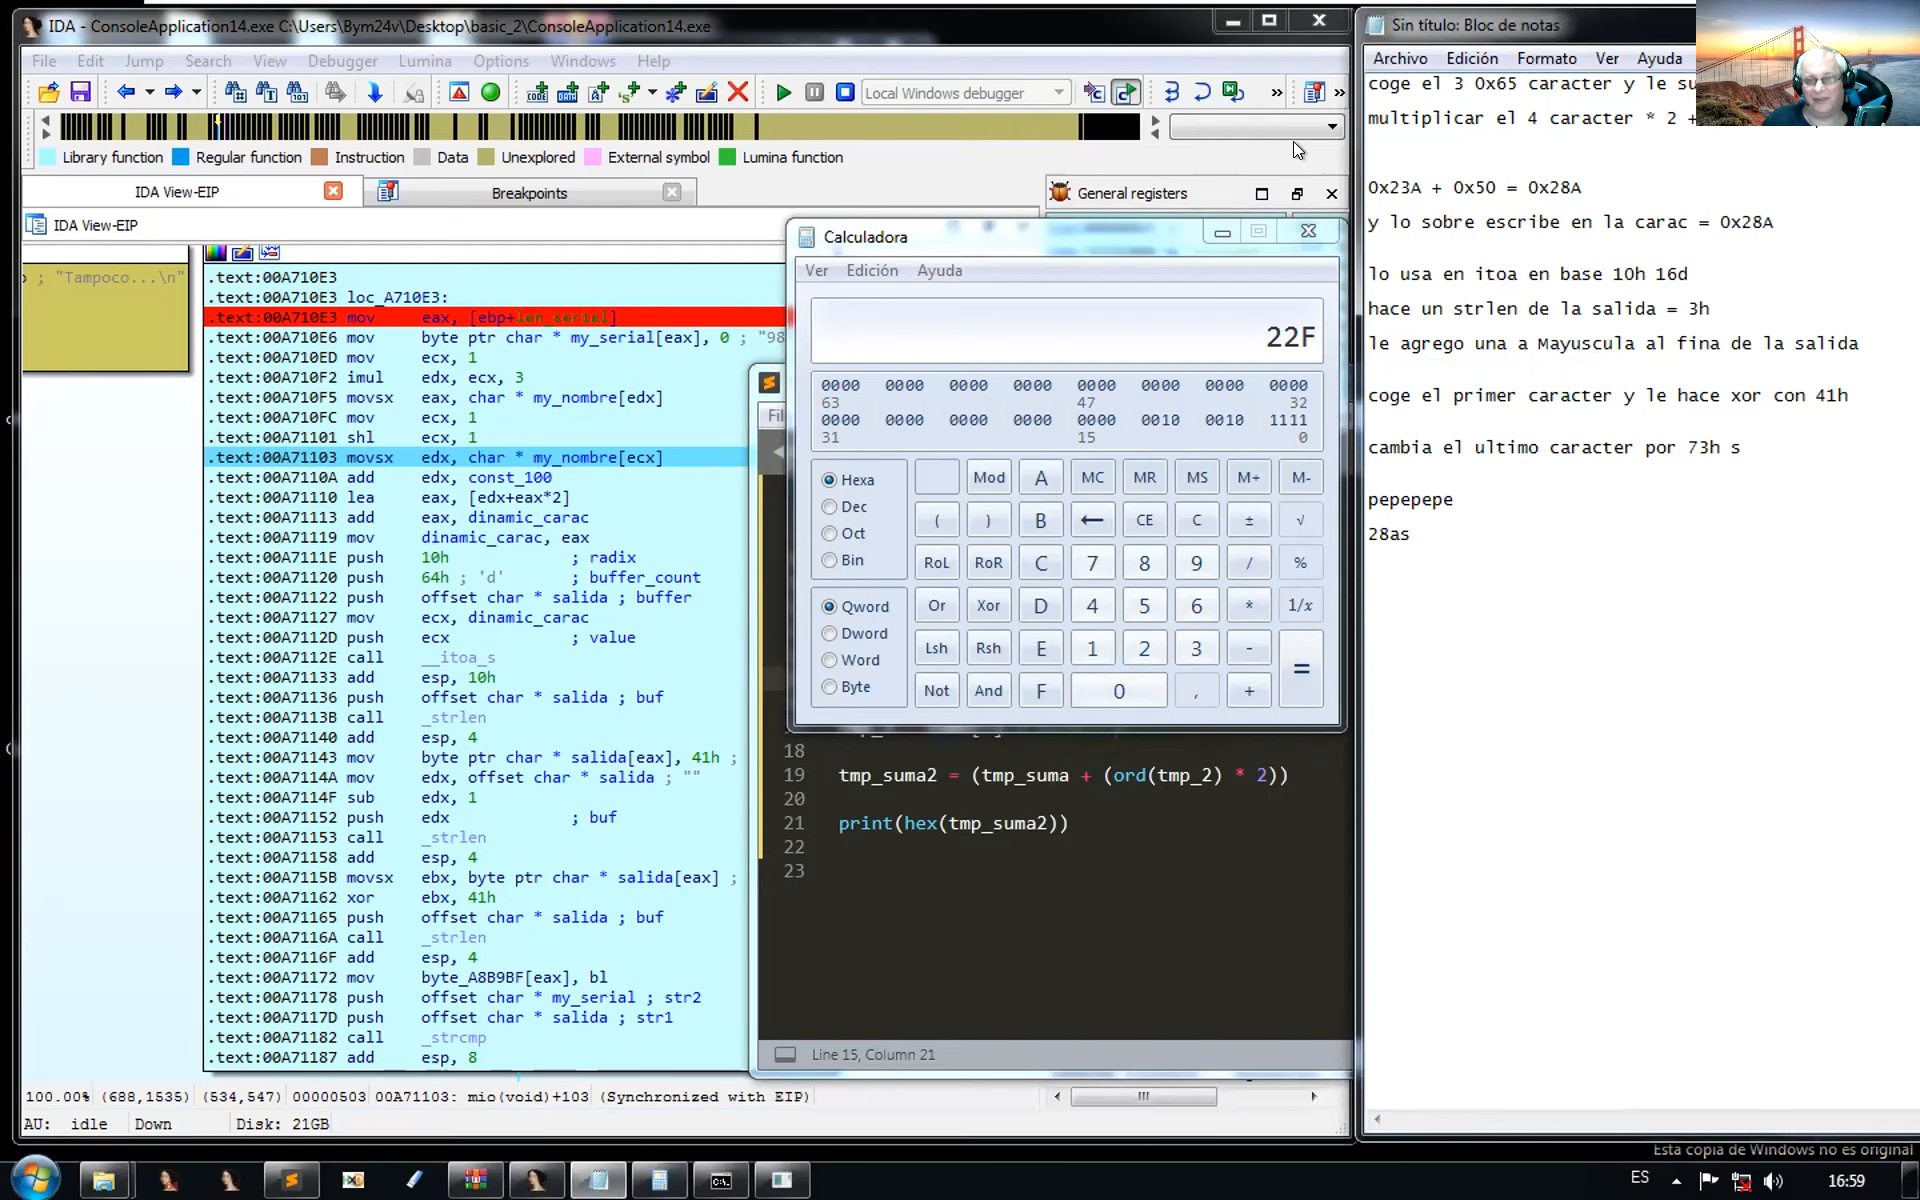 IDA - ConsoleApplication14.exe C:\Users\Bym24v\Desktop\basic_2\ConsoleApplication14.exe
File Edit Jump Search View Debugger Lumina Options Windows Help
Local Windows debugger
Library function Regular function Instruction Data Unexplored External symbol Lumina function
IDA View-EIP Breakpoints General registers
IDA View-EIP
; "Tampoco...\n"
.text:00A710E3
.text:00A710E3 loc_A710E3:
.text:00A710E3 mov eax, [ebp+len_serial]
.text:00A710E6 mov byte ptr char * my_serial[eax], 0 ; "98
.text:00A710ED mov ecx, 1
.text:00A710F2 imul edx, ecx, 3
.text:00A710F5 movsx eax, char * my_nombre[edx]
.text:00A710FC mov ecx, 1
.text:00A71101 shl ecx, 1
.text:00A71103 movsx edx, char * my_nombre[ecx]
.text:00A7110A add edx, const_100
.text:00A71110 lea eax, [edx+eax*2]
.text:00A71113 add eax, dinamic_carac
.text:00A71119 mov dinamic_carac, eax
.text:00A7111E push 10h ; radix
.text:00A71120 push 64h ; 'd' ; buffer_count
.text:00A71122 push offset char * salida ; buffer
.text:00A71127 mov ecx, dinamic_carac
.text:00A7112D push ecx ; value
.text:00A7112E call __itoa_s
.text:00A71133 add esp, 10h
.text:00A71136 push offset char * salida ; buf
.text:00A7113B call _strlen
.text:00A71140 add esp, 4
.text:00A71143 mov byte ptr char * salida[eax], 41h ;
.text:00A7114A mov edx, offset char * salida ; ""
.text:00A7114F sub edx, 1
.text:00A71152 push edx ; buf
.text:00A71153 call _strlen
.text:00A71158 add esp, 4
.text:00A7115B movsx ebx, byte ptr char * salida[eax] ;
.text:00A71162 xor ebx, 41h
.text:00A71165 push offset char * salida ; buf
.text:00A7116A call _strlen
.text:00A7116F add esp, 4
.text:00A71172 mov byte_A8B9BF[eax], bl
.text:00A71178 push offset char * my_serial ; str2
.text:00A7117D push offset char * salida ; str1
.text:00A71182 call _strcmp
.text:00A71187 add esp, 8
100.00% (688,1535) (534,547) 00000503 00A71103: mio(void)+103 (Synchronized with EIP)
AU: idle Down Disk: 21GB
Calculadora
Ver Edición Ayuda
22F
0000 0000 0000 0000 0000 0000 0000 0000
63 47 32
0000 0000 0000 0000 0000 0010 0010 1111
31 15 0
Hexa Mod A MC MR MS M+ M-
Dec
Oct ( ) B ← CE C ± √
Bin RoL RoR C 7 8 9 / %
Qword Or Xor D 4 5 6 * 1/x
Dword
Word Lsh Rsh E 1 2 3 - =
Byte Not And F 0 , +
Fil
18
19 tmp_suma2 = (tmp_suma + (ord(tmp_2) * 2))
20
21 print(hex(tmp_suma2))
22
23
Line 15, Column 21
Sin título: Bloc de notas
Archivo Edición Formato Ver Ayuda
coge el 3 0x65 caracter y le su
multiplicar el 4 caracter * 2 +
0x23A + 0x50 = 0x28A
y lo sobre escribe en la carac = 0x28A
lo usa en itoa en base 10h 16d
hace un strlen de la salida = 3h
le agrego una a Mayuscula al fina de la salida
coge el primer caracter y le hace xor con 41h
cambia el ultimo caracter por 73h s
pepepepe
28as
Esta copia de Windows no es original
ES 16:59